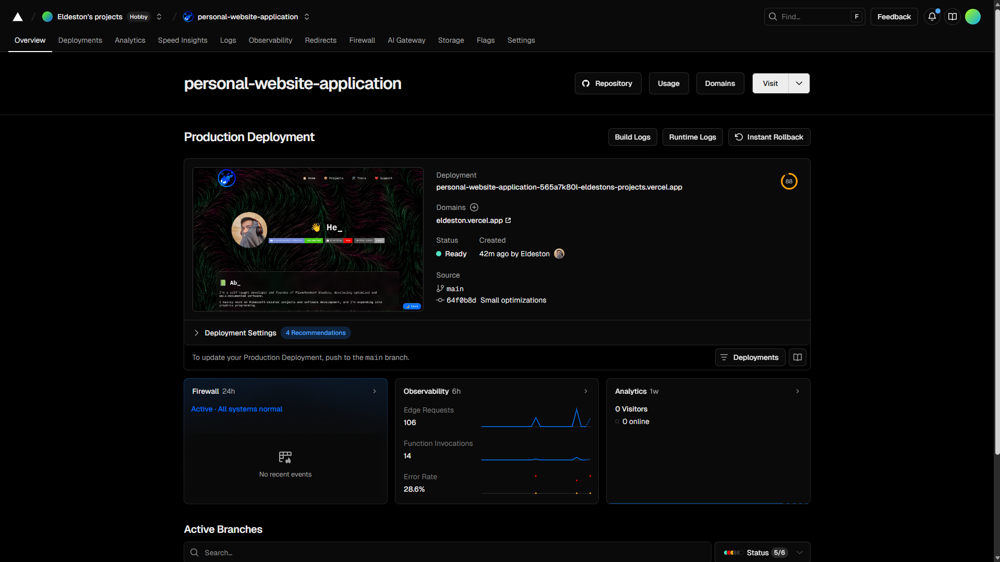 Eldeston's projects Hobby personal-website-application Find... F Feedback
Overview Deployments Analytics Speed Insights Logs Observability Redirects Firewall AI Gateway Storage Flags Settings
personal-website-application Repository Usage Domains Visit
Production Deployment Build Logs Runtime Logs Instant Rollback
Home Projects Tools Support
👋 He_
Ab_
I'm a self-taught developer and founder of FlameRender Studios, developing optimized and
well-documented software.
I mainly work on Minecraft-related projects and software development, and I'm expanding into
graphics programming.
Dark
Deployment
personal-website-application-565a7k80l-eldestons-projects.vercel.app
88
Domains
eldeston.vercel.app
Status Created
Ready 42m ago by Eldeston
Source
main
64f0b8d Small optimizations
Deployment Settings 4 Recommendations
To update your Production Deployment, push to the main branch. Deployments
Firewall 24h
Active · All systems normal
No recent events
Observability 6h
Edge Requests
106
Function Invocations
14
Error Rate
28.6%
Analytics 1w
0 Visitors
0 online
Active Branches
Search... Status 5/6